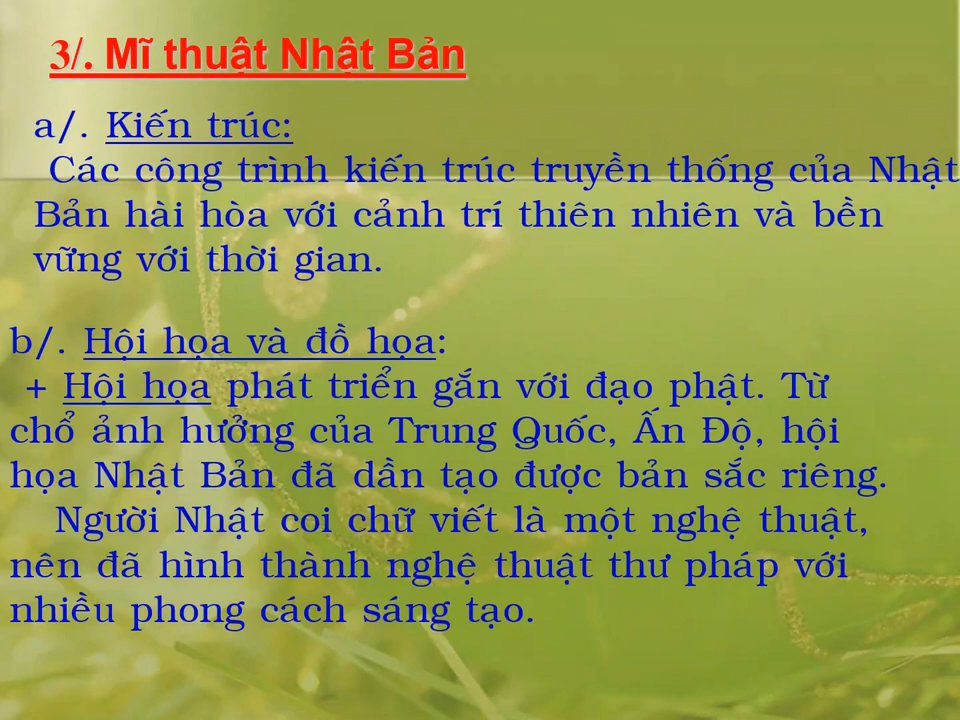 3/. Mĩ thuật Nhật Bản
a/. Kiến trúc:
Các công trình kiến trúc truyền thống của Nhật
Bản hài hòa với cảnh trí thiên nhiên và bền
vững với thời gian.
b/. Hội họa và đồ họa:
+ Hội họa phát triển gắn với đạo phật. Từ
chổ ảnh hưởng của Trung Quốc, Ấn Độ, hội
họa Nhật Bản đã dần tạo được bản sắc riêng.
Người Nhật coi chữ viết là một nghệ thuật,
nên đã hình thành nghệ thuật thư pháp với
nhiều phong cách sáng tạo.